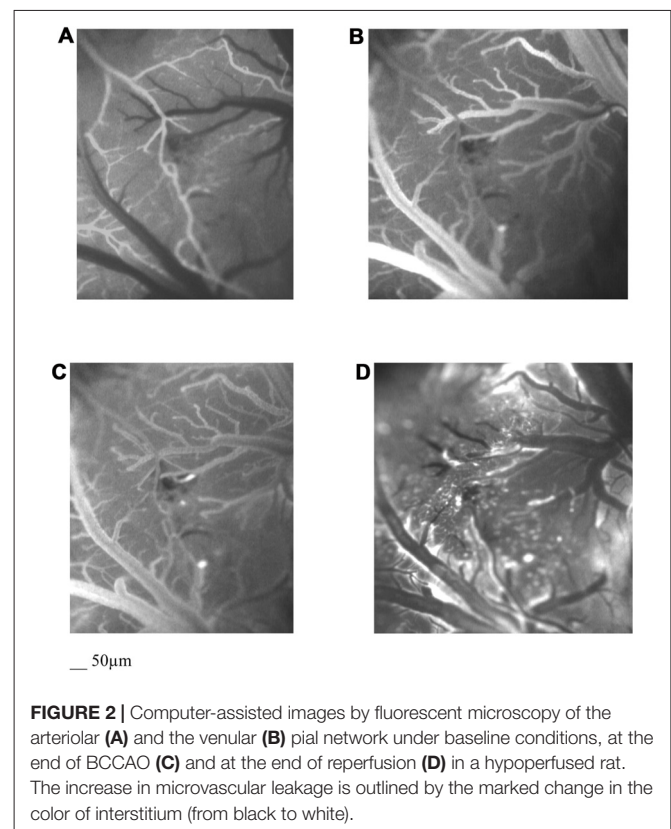 A
B
C
D
__ 50µm
FIGURE 2 | Computer-assisted images by fluorescent microscopy of the
arteriolar (A) and the venular (B) pial network under baseline conditions, at the
end of BCCAO (C) and at the end of reperfusion (D) in a hypoperfused rat.
The increase in microvascular leakage is outlined by the marked change in the
color of interstitium (from black to white).